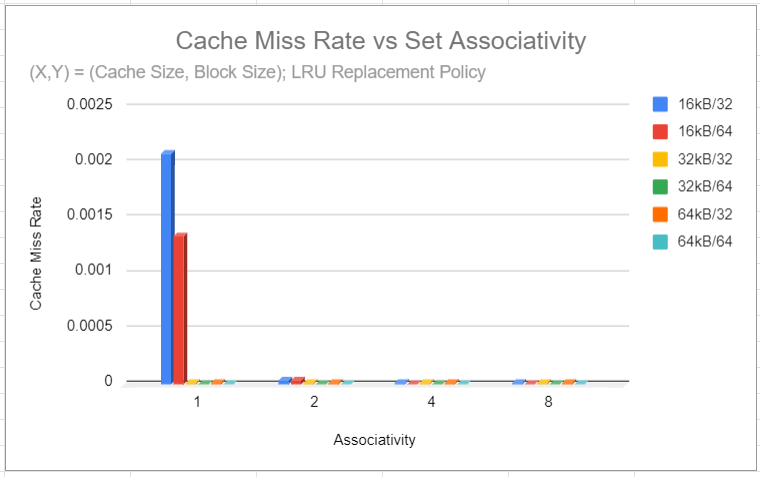 Cache Miss Rate vs Set Associativity
(X,Y) = (Cache Size, Block Size); LRU Replacement Policy
0.0025
0.002
0.0015
0.001
0.0005
0
Cache Miss Rate
1
2
4
8
Associativity
16kB/32
16kB/64
32kB/32
32kB/64
64kB/32
64kB/64